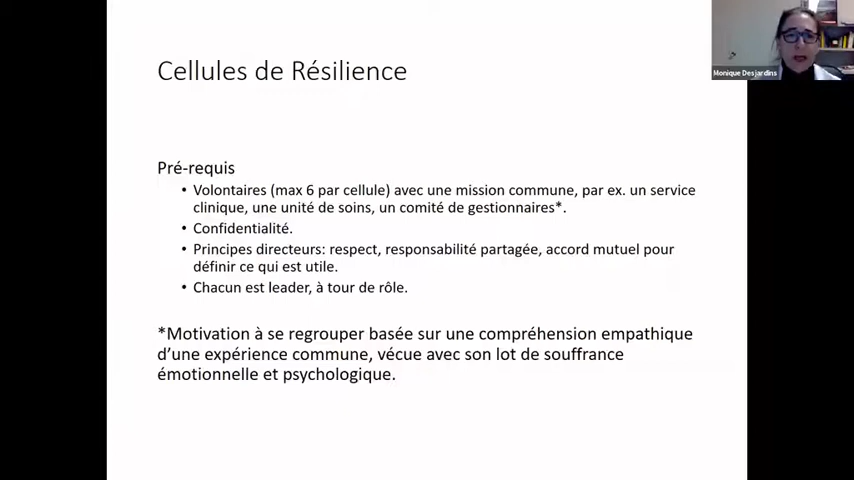 Cellules de Résilience
Monique Desjardins
Pré-requis
• Volontaires (max 6 par cellule) avec une mission commune, par ex. un service
clinique, une unité de soins, un comité de gestionnaires*.
• Confidentialité.
• Principes directeurs: respect, responsabilité partagée, accord mutuel pour
définir ce qui est utile.
• Chacun est leader, à tour de rôle.
*Motivation à se regrouper basée sur une compréhension empathique
d’une expérience commune, vécue avec son lot de souffrance
émotionnelle et psychologique.